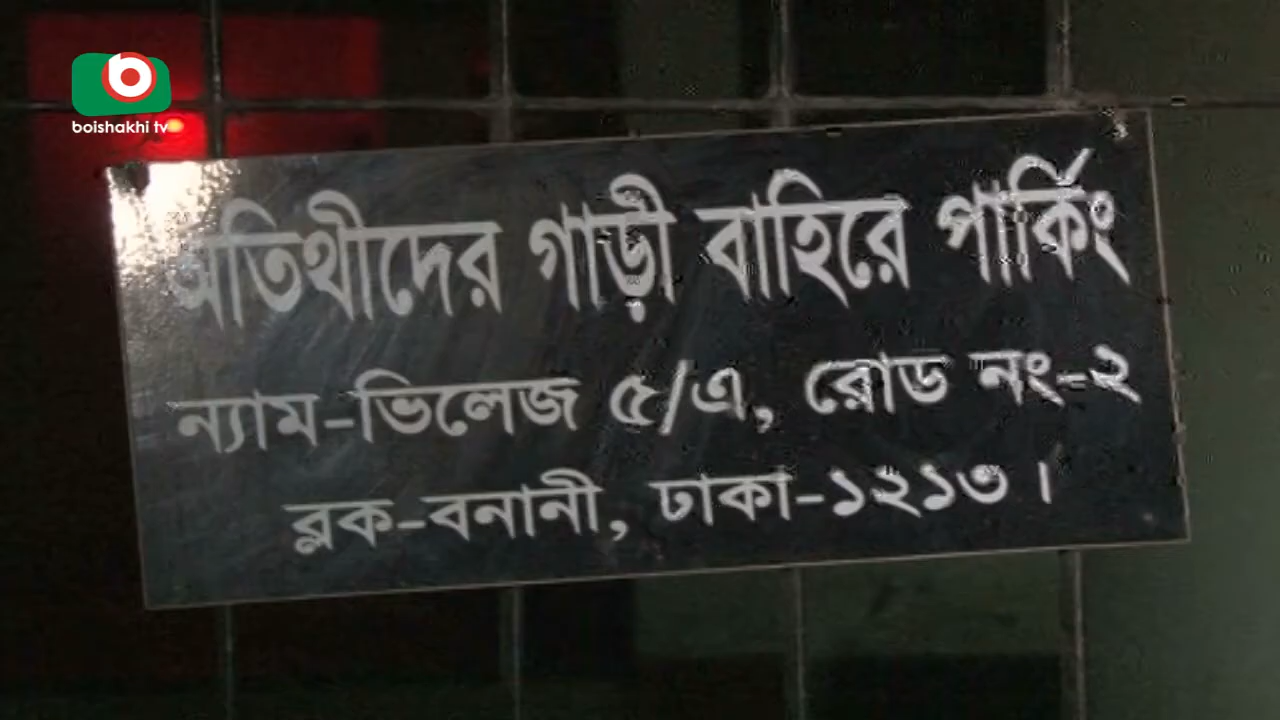 boishakhi tv
অতিথীদের গাড়ী বাহিরে পার্কিং
ন্যাম-ভিলেজ ৫/এ, রোড নং-২
ব্লক-বনানী, ঢাকা-১২১৩।